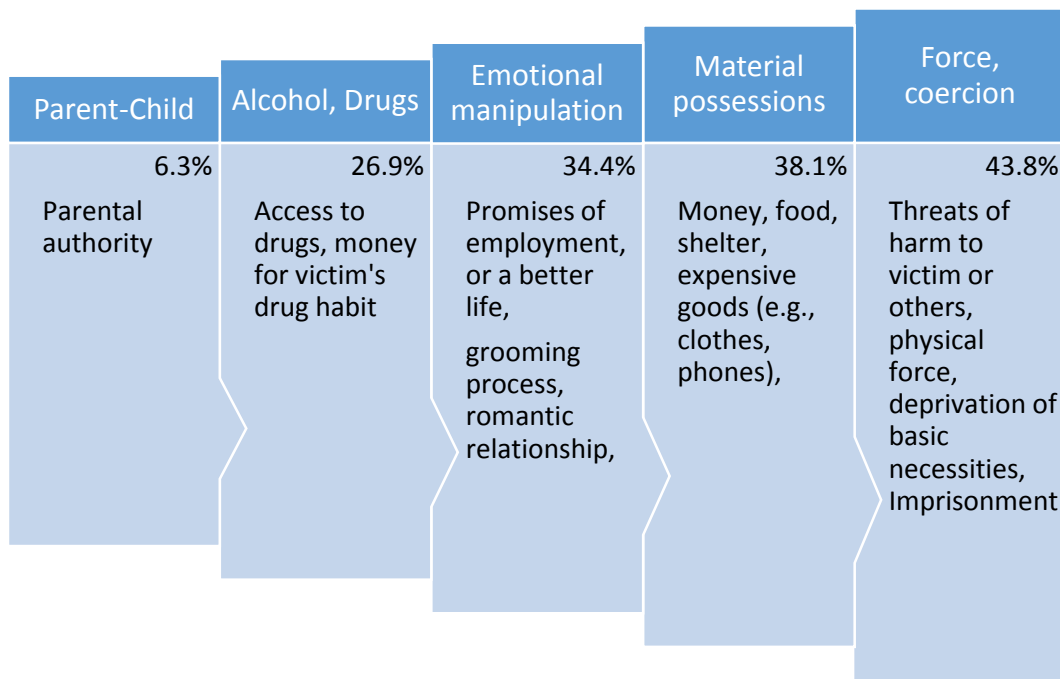 Parent-Child
6.3%
Parental
authority
Alcohol, Drugs
26.9%
Access to
drugs, money
for victim's
drug habit
Emotional
manipulation
34.4%
Promises of
employment,
or a better
life,
grooming
process,
romantic
relationship,
Material
possessions
38.1%
Money, food,
shelter,
expensive
goods (e.g.,
clothes,
phones),
Force,
coercion
43.8%
Threats of
harm to
victim or
others,
physical
force,
deprivation of
basic
necessities,
Imprisonment